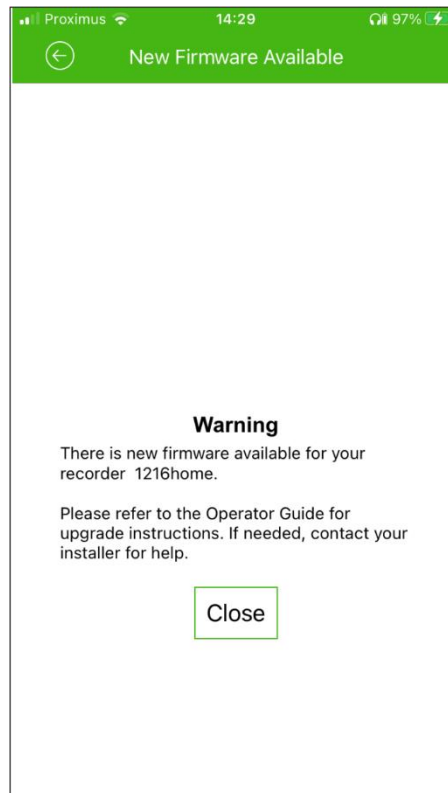 Proximus 14:29 97%
New Firmware Available
Warning
There is new firmware available for your
recorder 1216home.
Please refer to the Operator Guide for
upgrade instructions. If needed, contact your
installer for help.
Close